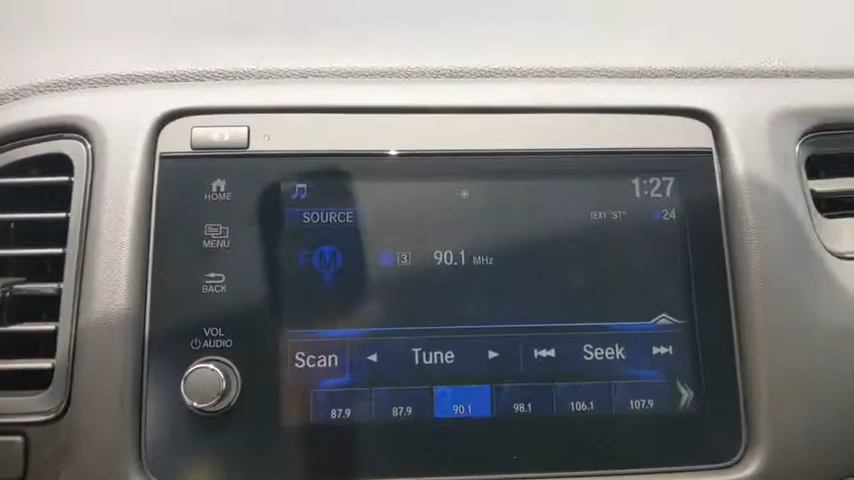 1:27
HOME
SOURCE
TEXT "ST"
24
MENU
FM
3 90.1 MHz
BACK
VOL
AUDIO
Scan
Tune
Seek
87.9 87.9 90.1 98.1 106.1 107.9